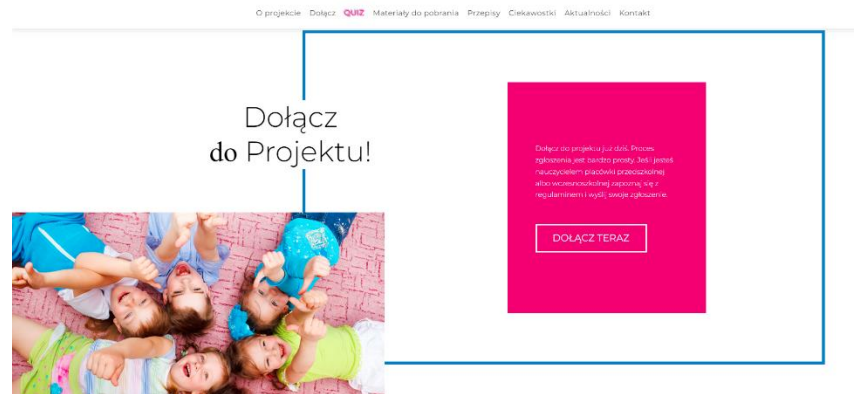 O projekcie Dołącz QUIZ Materiały do pobrania Przepisy Ciekawostki Aktualności Kontakt
Dołącz
do Projektu!
Dołącz do projektu już dziś. Proces
zgłoszenia jest bardzo prosty. Jeśli jesteś
nauczycielem placówki przedszkolnej
albo wczesnoszkolnej zapoznaj się z
regulaminem i wyślij swoje zgłoszenie.
DOŁĄCZ TERAZ